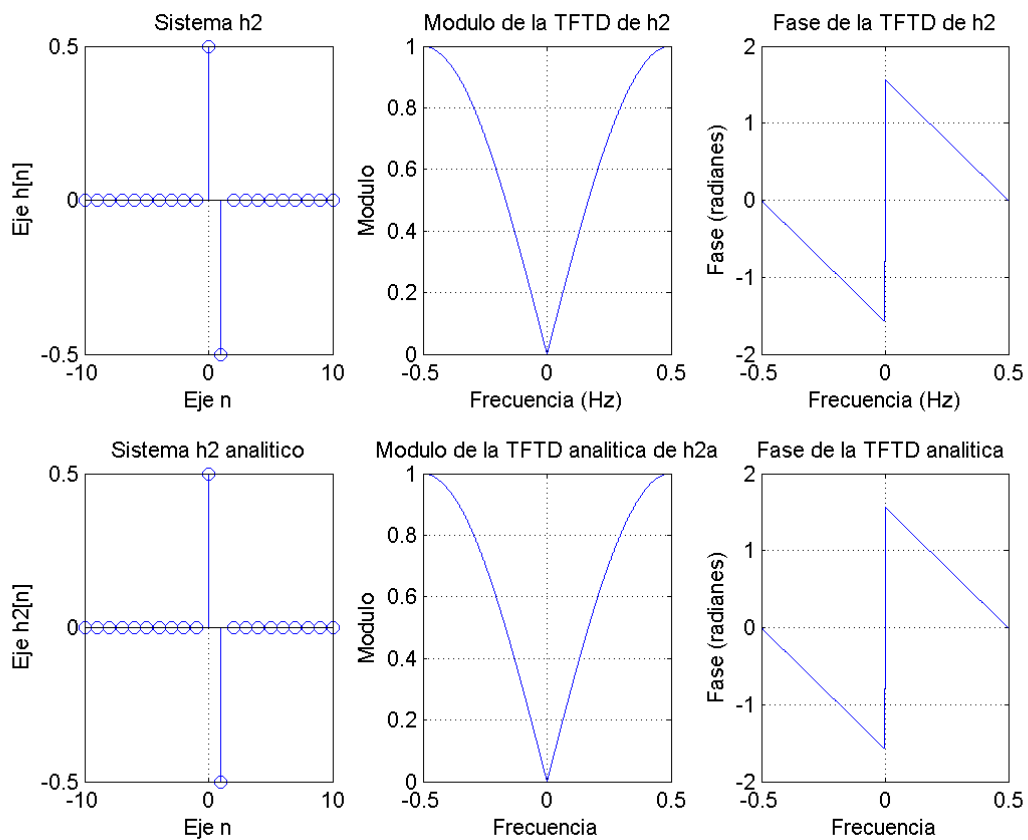 Sistema h2
Modulo de la TFTD de h2
Fase de la TFTD de h2
0.5
0
-0.5
-10
0
10
Eje h[n]
Eje n
1
0.8
0.6
0.4
0.2
0
-0.5
0
0.5
Modulo
Frecuencia (Hz)
2
1
0
-1
-2
-0.5
0
0.5
Fase (radianes)
Frecuencia (Hz)
Sistema h2 analitico
Modulo de la TFTD analitica de h2a
Fase de la TFTD analitica
0.5
0
-0.5
-10
0
10
Eje h2[n]
Eje n
1
0.8
0.6
0.4
0.2
0
-0.5
0
0.5
Modulo
Frecuencia
2
1
0
-1
-2
-0.5
0
0.5
Fase (radianes)
Frecuencia